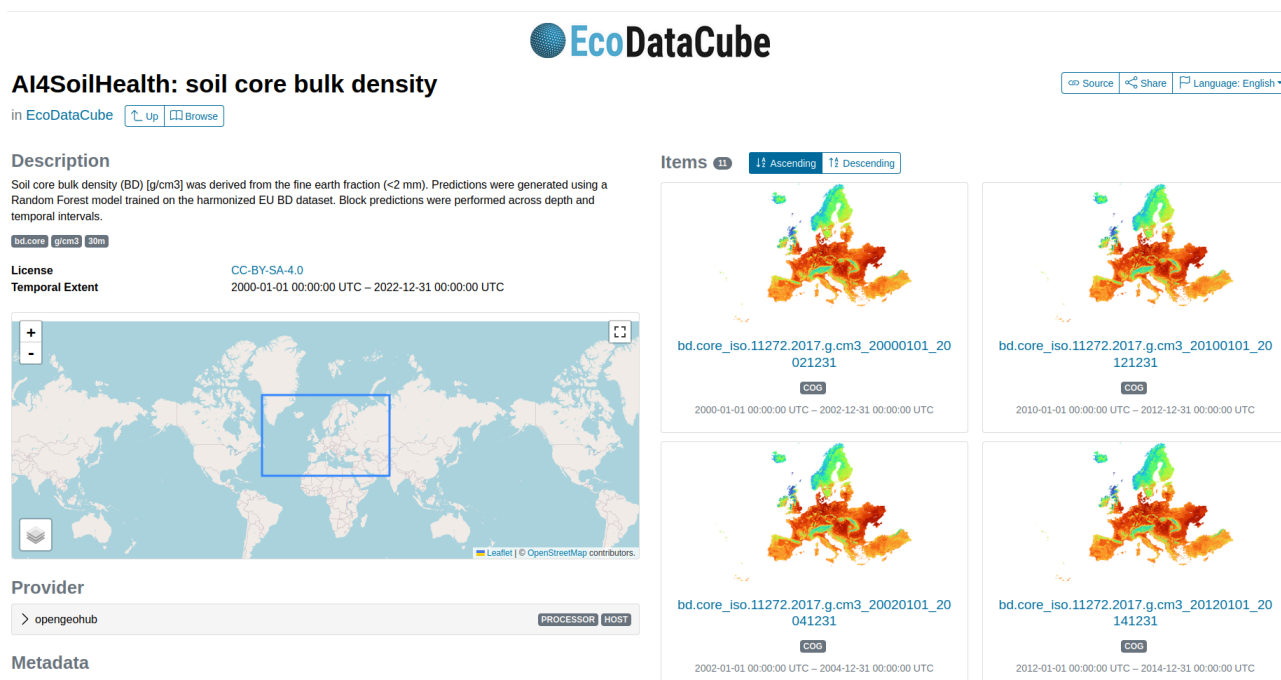 EcoDataCube
AI4SoilHealth: soil core bulk density
in EcoDataCube Up Browse
Source Share Language: English
Description
Soil core bulk density (BD) [g/cm3] was derived from the fine earth fraction (<2 mm). Predictions were generated using a
Random Forest model trained on the harmonized EU BD dataset. Block predictions were performed across depth and
temporal intervals.
bd.core g/cm3 30m
License CC-BY-SA-4.0
Temporal Extent 2000-01-01 00:00:00 UTC – 2022-12-31 00:00:00 UTC
+
-
Leaflet | © OpenStreetMap contributors.
Provider
opengeohub PROCESSOR HOST
Metadata
Items 11 Ascending Descending
bd.core_iso.11272.2017.g.cm3_20000101_20
021231
COG
2000-01-01 00:00:00 UTC – 2002-12-31 00:00:00 UTC
bd.core_iso.11272.2017.g.cm3_20100101_20
121231
COG
2010-01-01 00:00:00 UTC – 2012-12-31 00:00:00 UTC
bd.core_iso.11272.2017.g.cm3_20020101_20
041231
COG
2002-01-01 00:00:00 UTC – 2004-12-31 00:00:00 UTC
bd.core_iso.11272.2017.g.cm3_20120101_20
141231
COG
2012-01-01 00:00:00 UTC – 2014-12-31 00:00:00 UTC